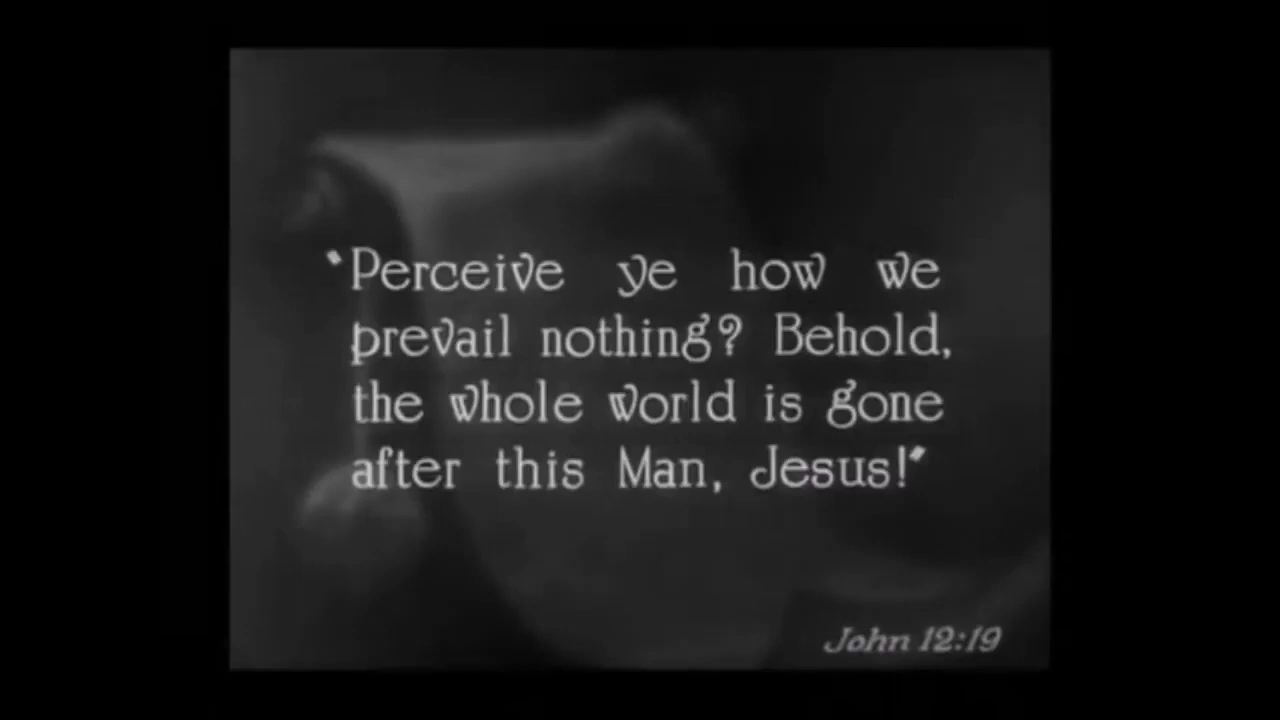 "Perceive ye how we
prevail nothing? Behold,
the whole world is gone
after this Man, Jesus!"
John 12:19